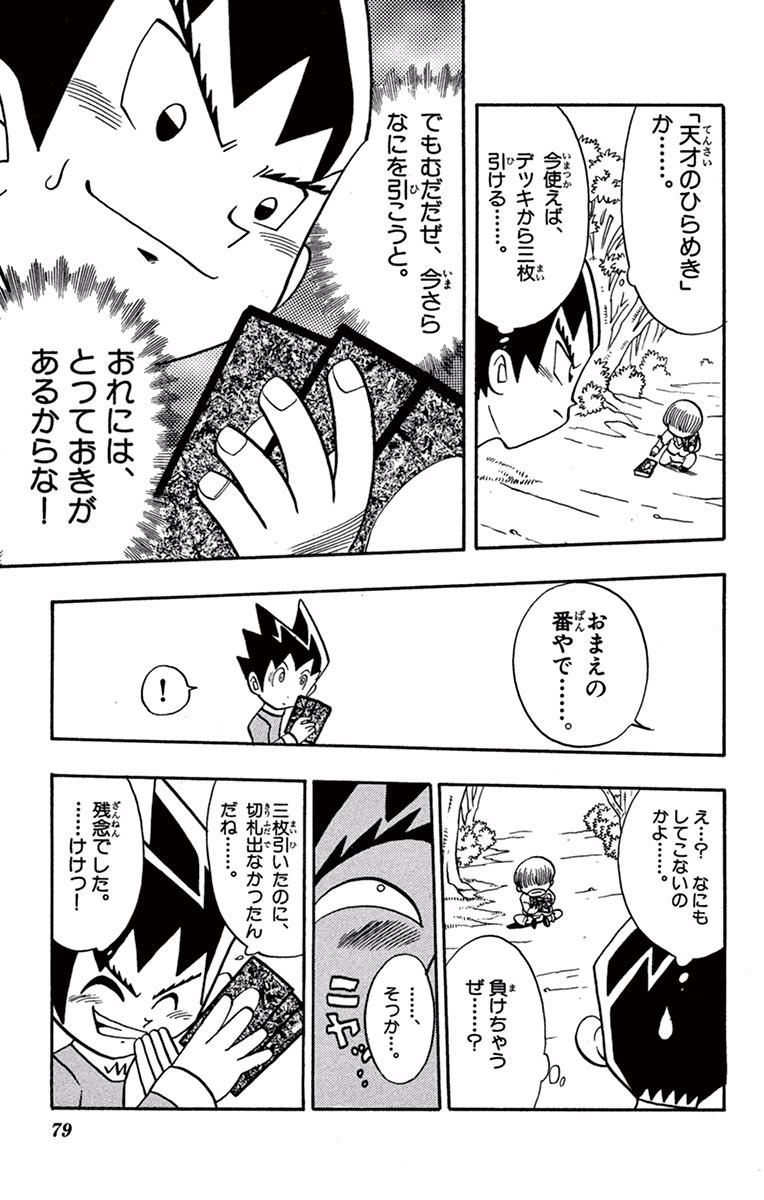 「天才のひらめき」
か……。
今使えば、
デッキから三枚
引ける……。
でもむだだぜ、今さら
なにを引こうと。
おれには、
とっておきが
あるからな！
おまえの
番やで……。
！
え…？なにも
してこないの
かよ……。
負けちゃう
ぜ……？
……、
そっか…。
ニヤッ
三枚引いたのに、
切札出なかったん
だね……。
残念でした。
……けけっ！
79